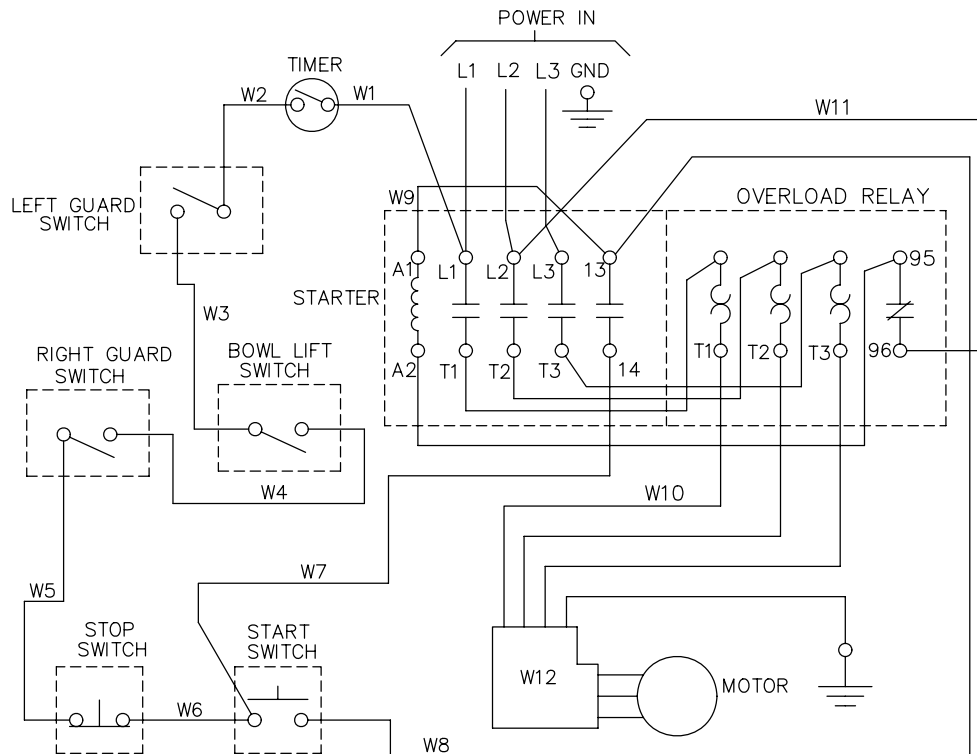 POWER IN
TIMER
L1 L2 L3 GND
W2 W1
W11
LEFT GUARD
SWITCH
W9
OVERLOAD RELAY
A1 L1 L2 L3 13
95
STARTER
W3
A2 T1 T2 T3 14
T1 T2 T3 96
RIGHT GUARD
SWITCH
BOWL LIFT
SWITCH
W4
W10
W7
W5
STOP
SWITCH
START
SWITCH
W12
MOTOR
W6
W8